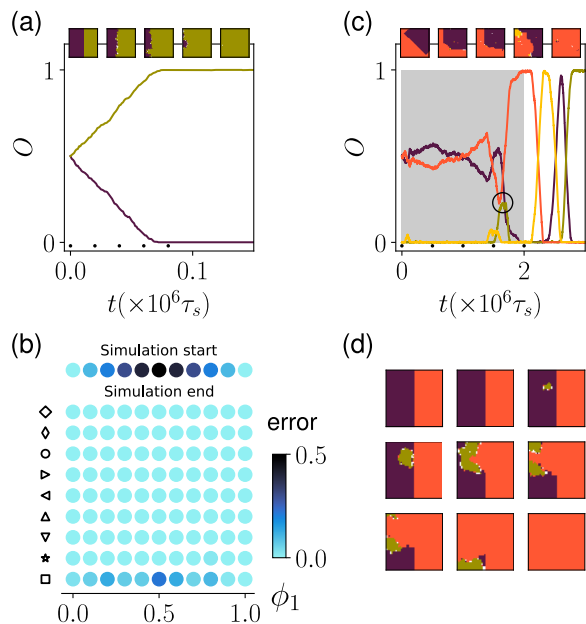 (a)
1
O
0
0.0 0.1
t(×10⁶τₛ)
(c)
1
O
0
0 2
t(×10⁶τₛ)
(b)
Simulation start
Simulation end
error
0.5
0.0
0.0 0.5 1.0
ϕ₁
(d)